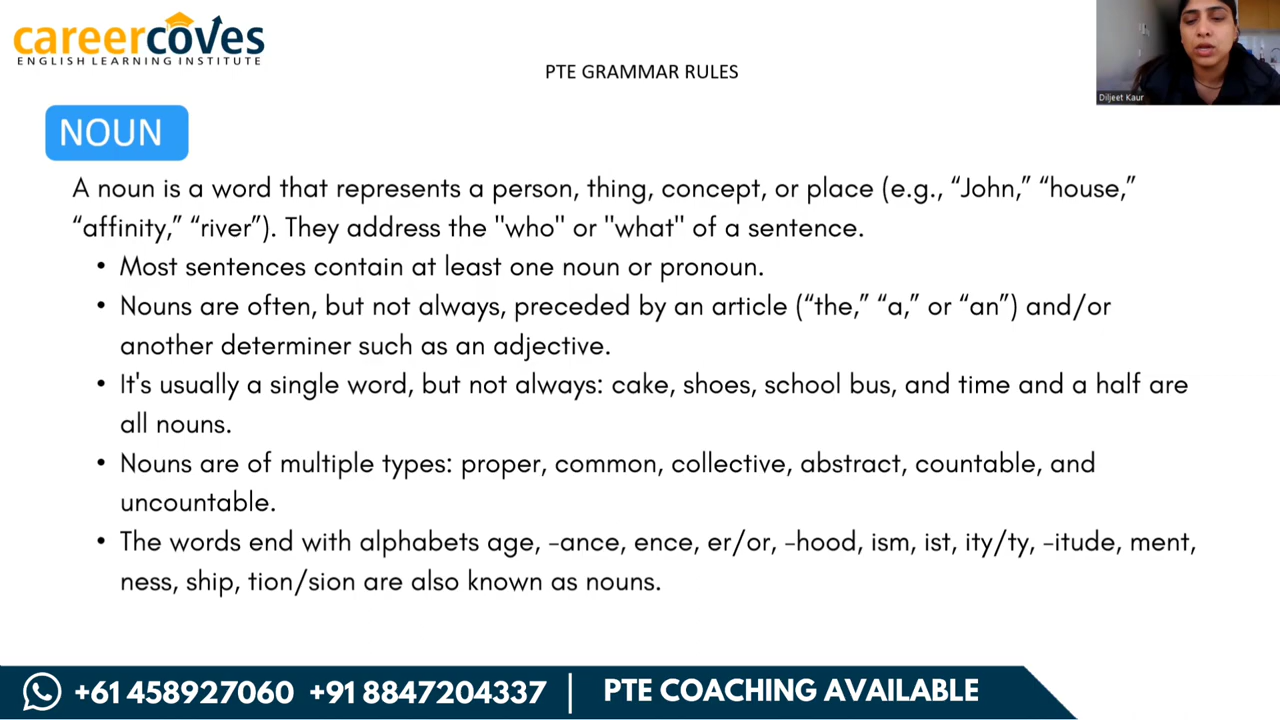 careercoves
ENGLISH LEARNING INSTITUTE
PTE GRAMMAR RULES
Diljeet Kaur
NOUN
A noun is a word that represents a person, thing, concept, or place (e.g., “John,” “house,”
“affinity,” “river”). They address the "who" or "what" of a sentence.
• Most sentences contain at least one noun or pronoun.
• Nouns are often, but not always, preceded by an article (“the,” “a,” or “an”) and/or
another determiner such as an adjective.
• It's usually a single word, but not always: cake, shoes, school bus, and time and a half are
all nouns.
• Nouns are of multiple types: proper, common, collective, abstract, countable, and
uncountable.
• The words end with alphabets age, -ance, ence, er/or, -hood, ism, ist, ity/ty, -itude, ment,
ness, ship, tion/sion are also known as nouns.
+61 458927060 +91 8847204337 | PTE COACHING AVAILABLE